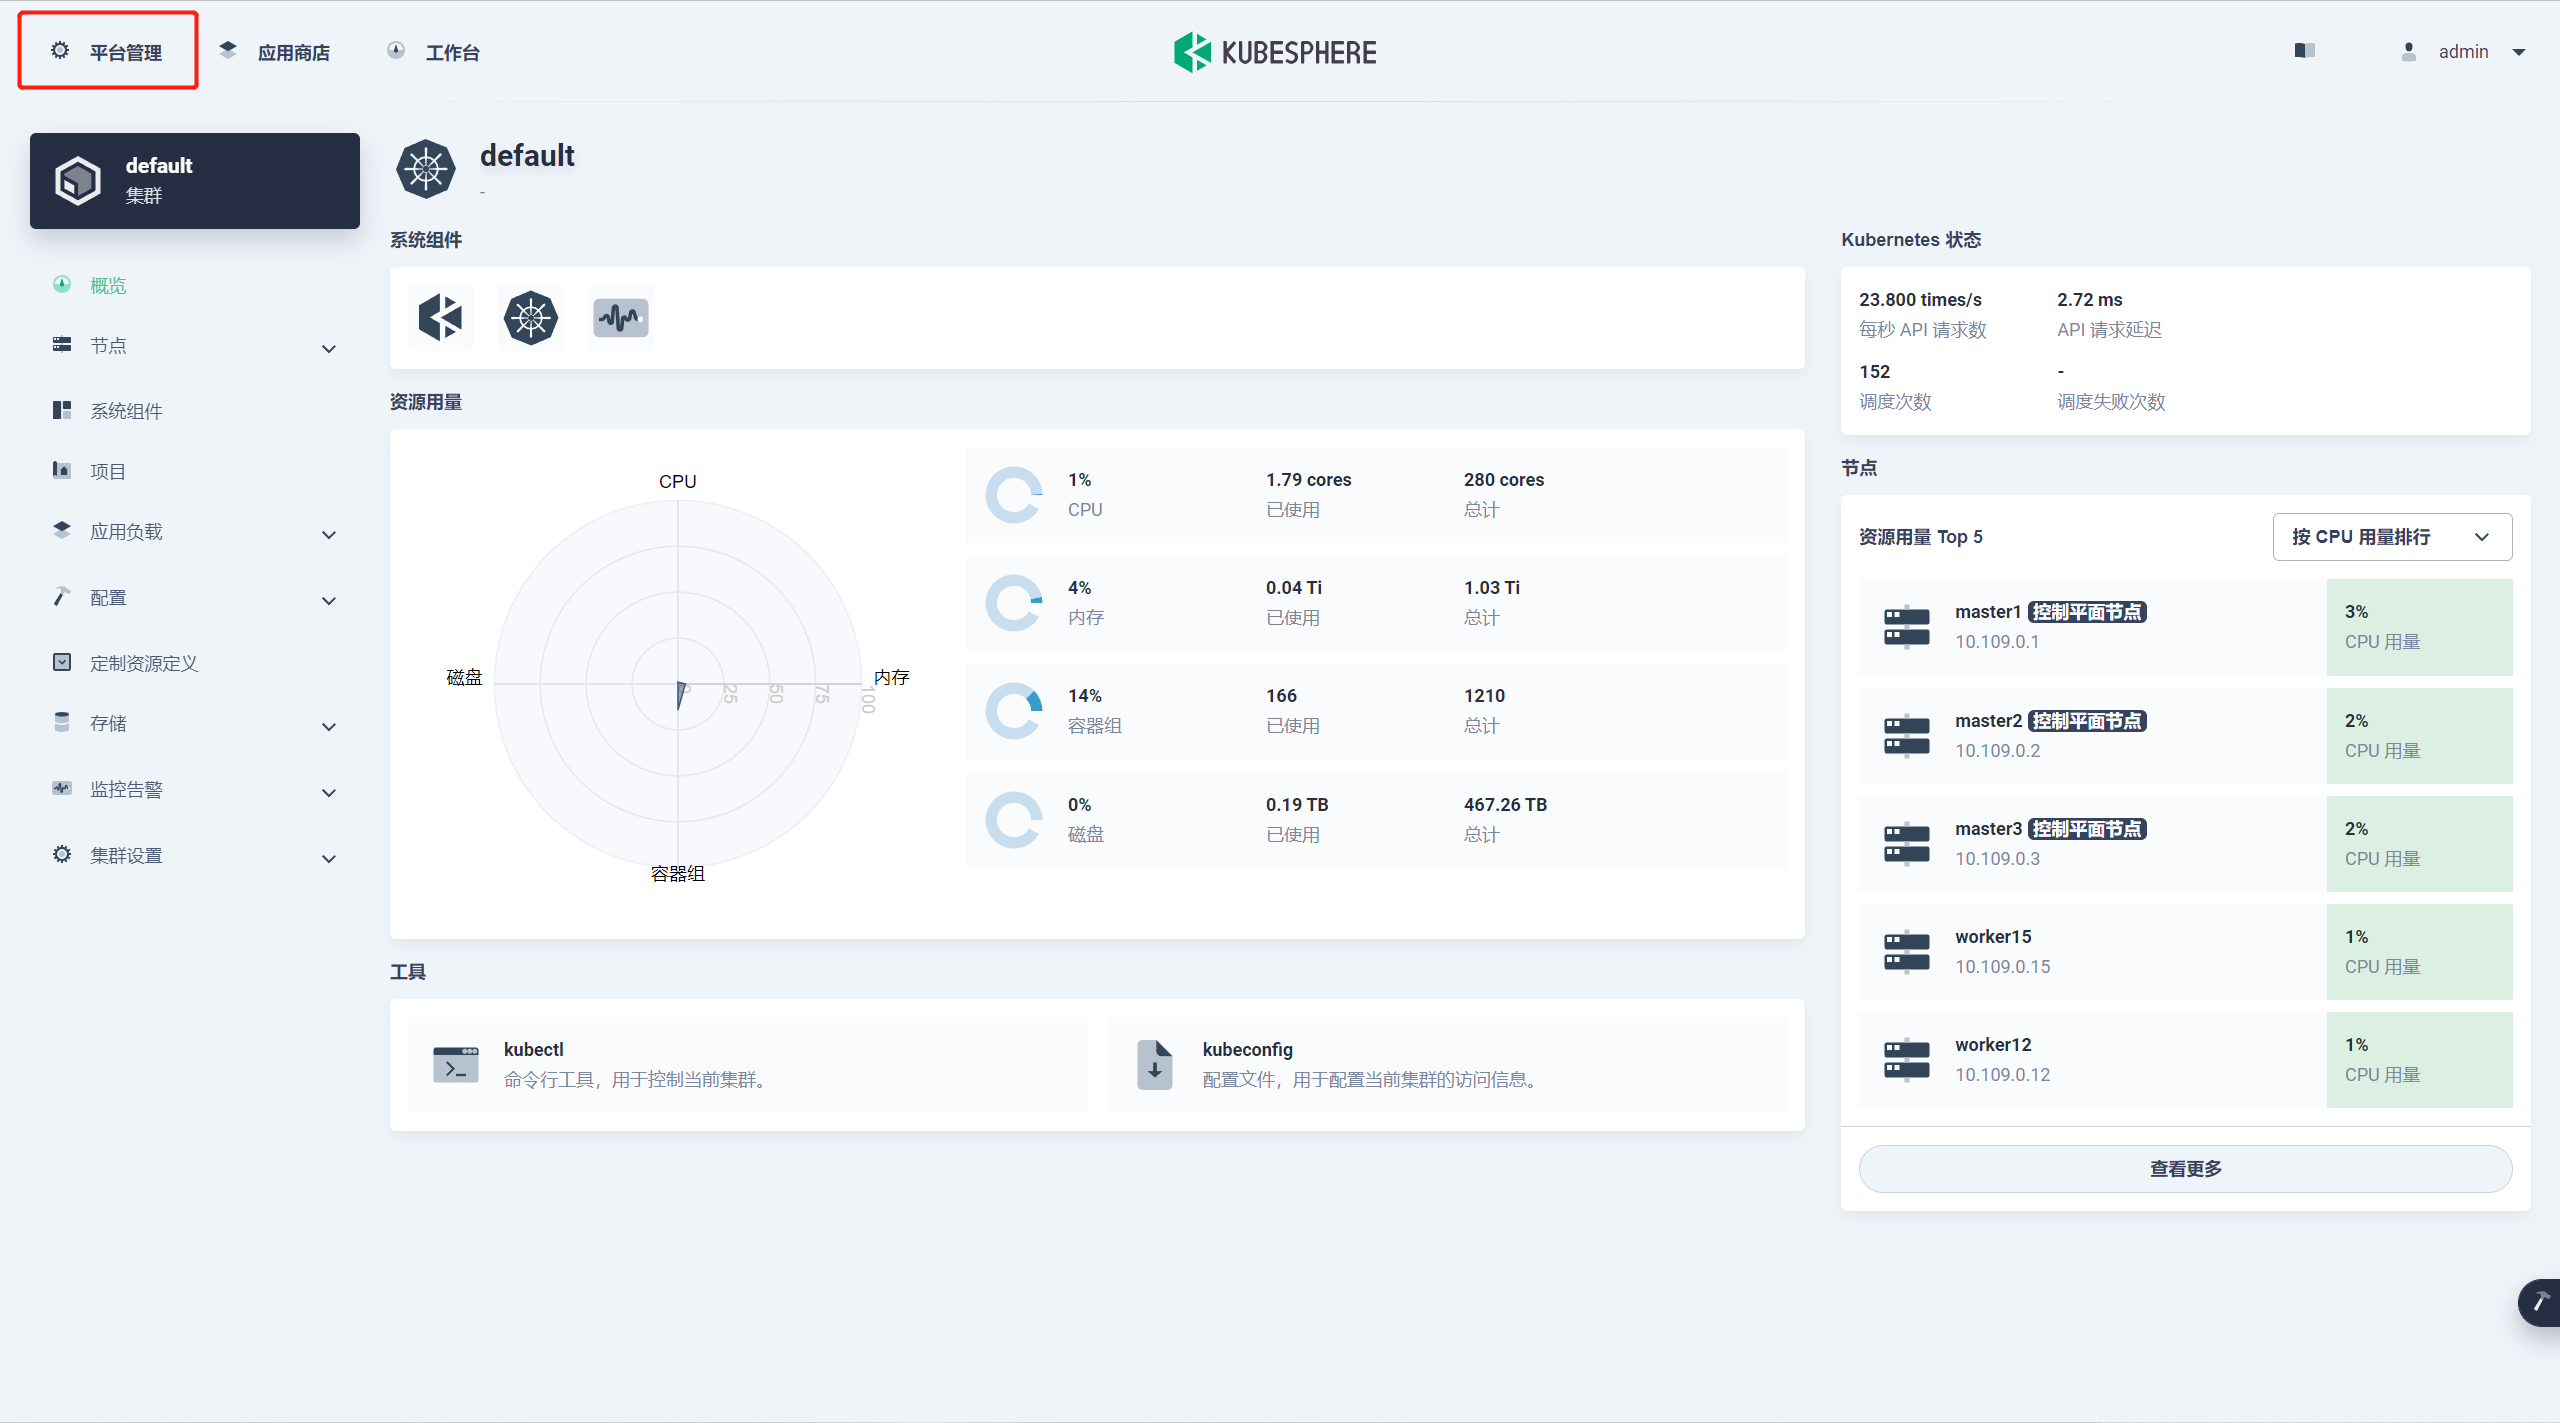 平台管理
应用商店
工作台
KUBESPHERE
admin
default
集群
概览
节点
系统组件
项目
应用负载
配置
定制资源定义
存储
监控告警
集群设置
default
-
系统组件
资源用量
CPU
内存
容器组
磁盘
0
25
50
75
100
1%
CPU
1.79 cores
已使用
280 cores
总计
4%
内存
0.04 Ti
已使用
1.03 Ti
总计
14%
容器组
166
已使用
1210
总计
0%
磁盘
0.19 TB
已使用
467.26 TB
总计
工具
kubectl
命令行工具，用于控制当前集群。
kubeconfig
配置文件，用于配置当前集群的访问信息。
Kubernetes 状态
23.800 times/s
每秒 API 请求数
2.72 ms
API 请求延迟
152
调度次数
-
调度失败次数
节点
资源用量 Top 5
按 CPU 用量排行
master1 控制平面节点
10.109.0.1
3%
CPU 用量
master2 控制平面节点
10.109.0.2
2%
CPU 用量
master3 控制平面节点
10.109.0.3
2%
CPU 用量
worker15
10.109.0.15
1%
CPU 用量
worker12
10.109.0.12
1%
CPU 用量
查看更多